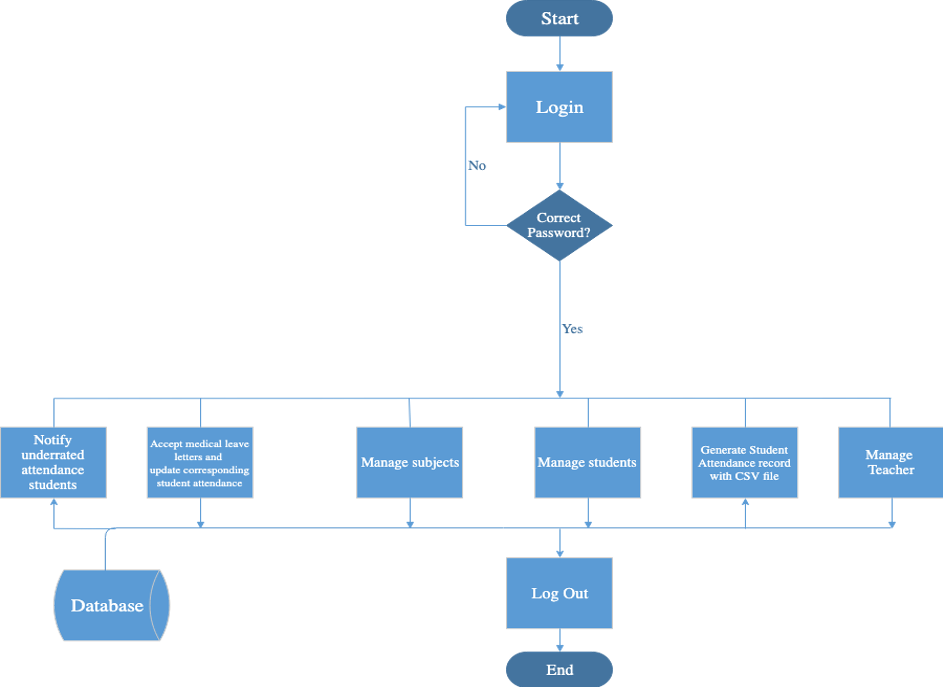 Start
Login
No
Correct
Password?
Yes
Notify
underrated
attendance
students
Accept medical leave
letters and
update corresponding
student attendance
Manage subjects
Manage students
Generate Student
Attendance record
with CSV file
Manage
Teacher
Database
Log Out
End